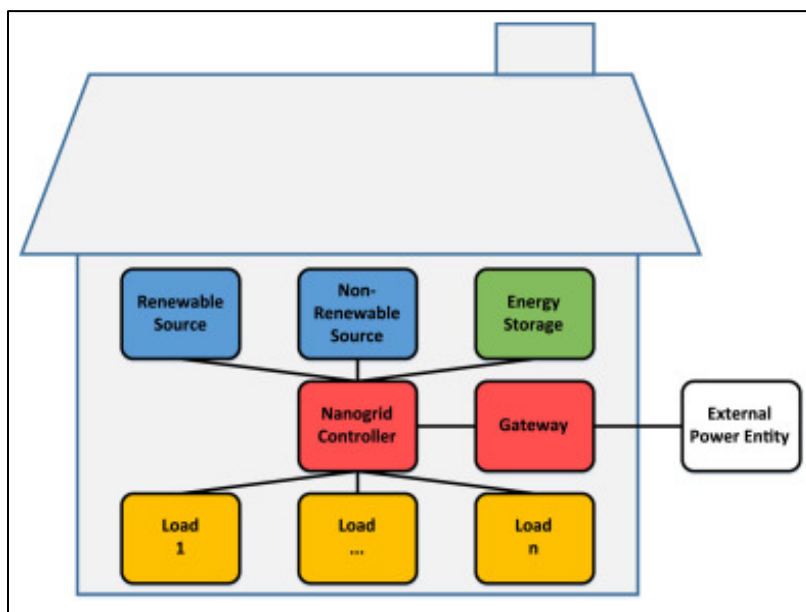 Renewable
Source
Non-
Renewable
Source
Energy
Storage
Nanogrid
Controller
Gateway
External
Power Entity
Load
1
Load
...
Load
n